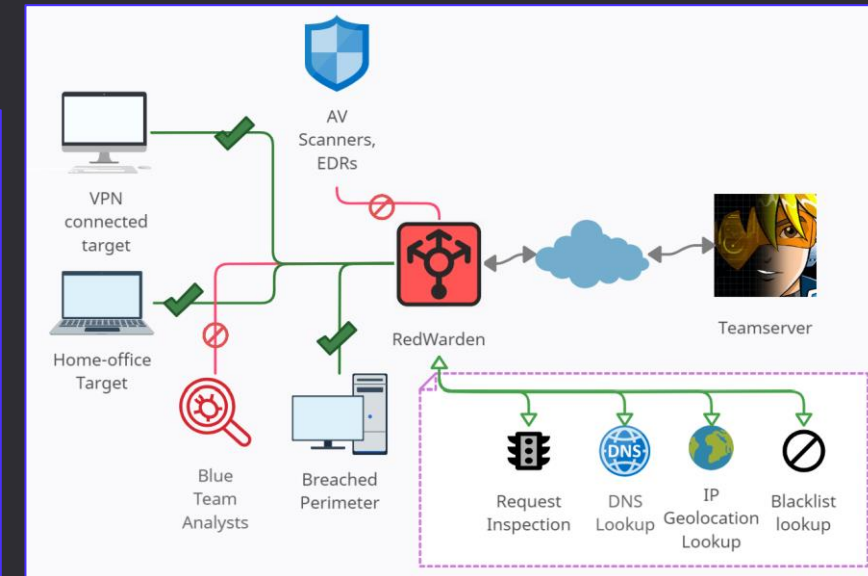 AV
Scanners,
EDRs
VPN
connected
target
Home-office
Target
RedWarden
Teamserver
Blue
Team
Analysts
Breached
Perimeter
Request
Inspection
DNS
DNS
Lookup
IP
Geolocation
Lookup
Blacklist
lookup